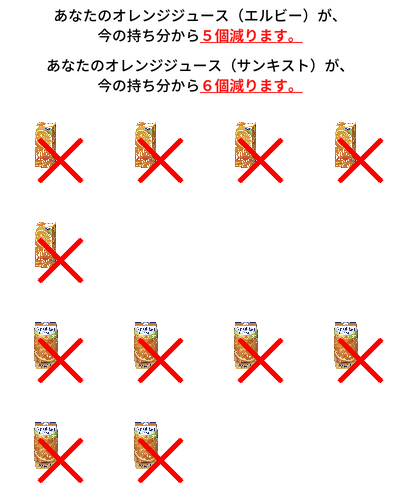 あなたのオレンジジュース（エルビー）が、
今の持ち分から５個減ります。
あなたのオレンジジュース（サンキスト）が、
今の持ち分から６個減ります。